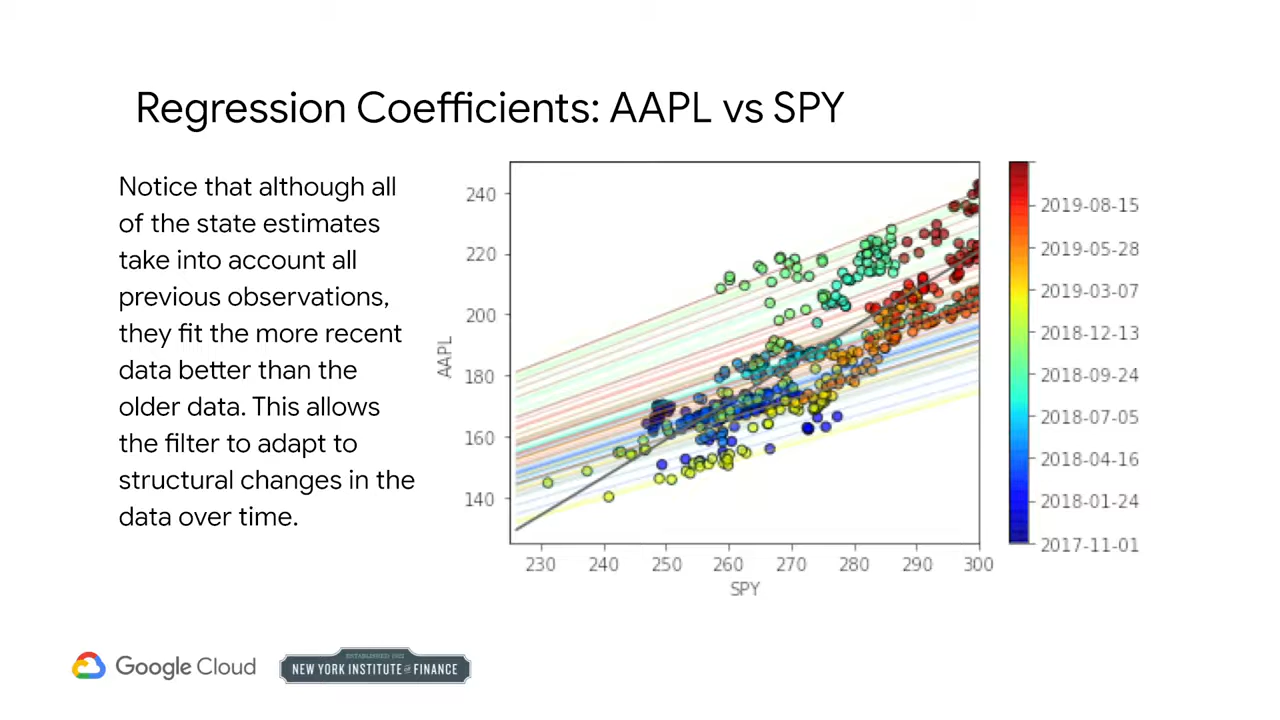 Regression Coefficients: AAPL vs SPY
Notice that although all
of the state estimates
take into account all
previous observations,
they fit the more recent
data better than the
older data. This allows
the filter to adapt to
structural changes in the
data over time.
AAPL
240
220
200
180
160
140
230 240 250 260 270 280 290 300
SPY
2019-08-15
2019-05-28
2019-03-07
2018-12-13
2018-09-24
2018-07-05
2018-04-16
2018-01-24
2017-11-01
Google Cloud
ESTABLISHED 1922
NEW YORK INSTITUTE OF FINANCE